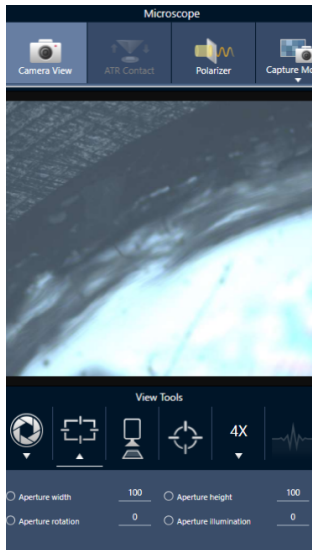 Microscope
Camera View ATR Contact Polarizer Capture Mo
View Tools
4X
Aperture width 100 Aperture height 100
Aperture rotation 0 Aperture illumination 0